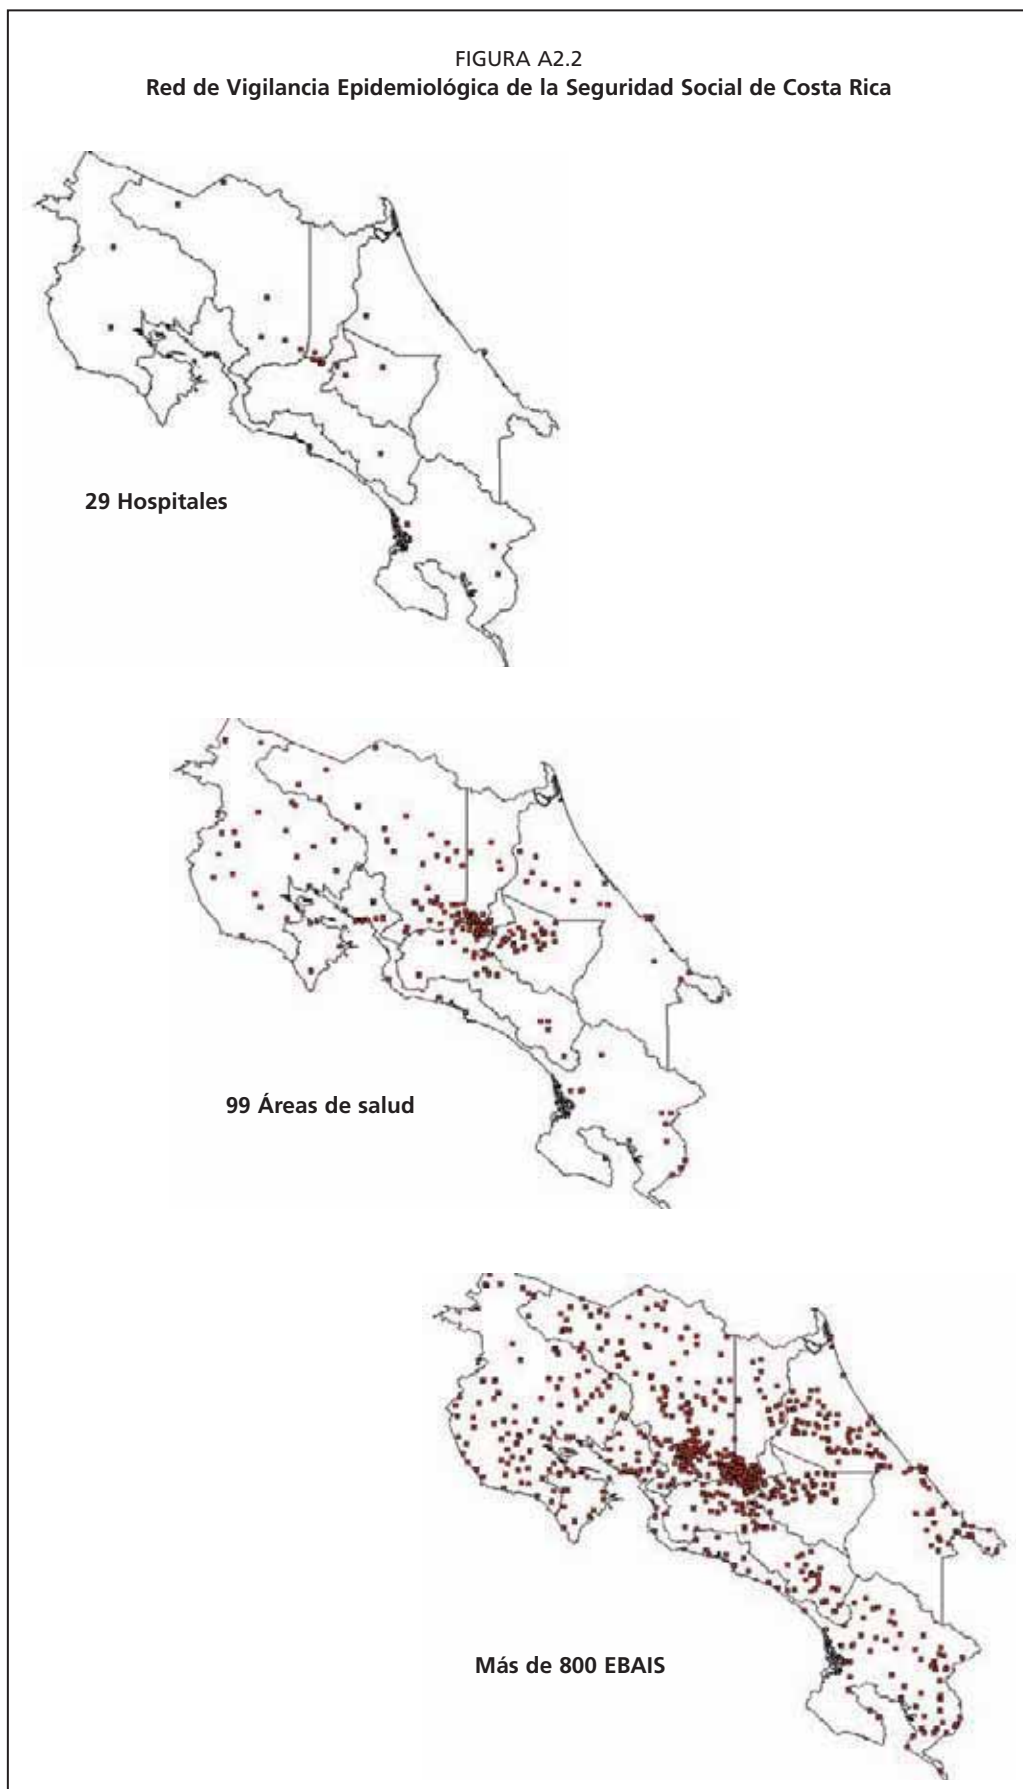 FIGURA A2.2
Red de Vigilancia Epidemiológica de la Seguridad Social de Costa Rica
29 Hospitales
99 Áreas de salud
Más de 800 EBAIS